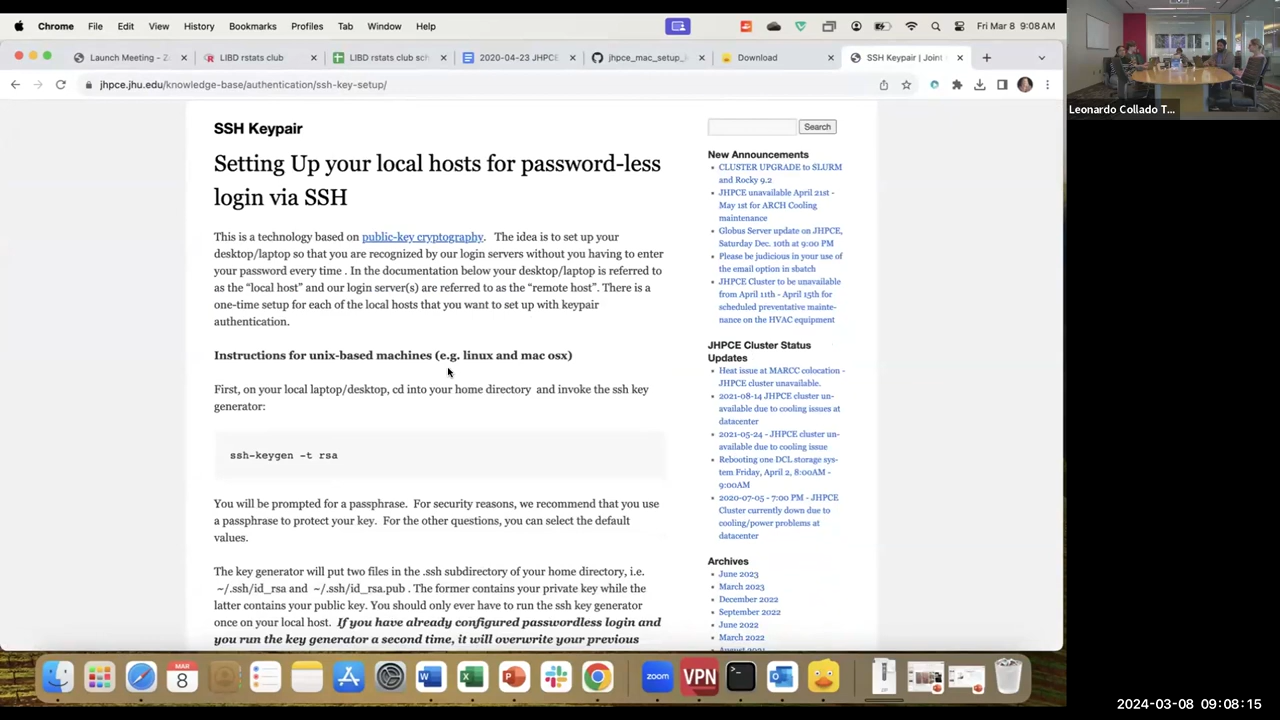 Chrome File Edit View History Bookmarks Profiles Tab Window Help Fri Mar 8 9:08 AM
Launch Meeting - Z LIBD rstats club LIBD rstats club sch 2020-04-23 JHPCE jhpce_mac_setup_i Download SSH Keypair | Joint
jhpce.jhu.edu/knowledge-base/authentication/ssh-key-setup/
SSH Keypair
Setting Up your local hosts for password-less
login via SSH
This is a technology based on public-key cryptography. The idea is to set up your
desktop/laptop so that you are recognized by our login servers without you having to enter
your password every time . In the documentation below your desktop/laptop is referred to
as the “local host” and our login server(s) are referred to as the “remote host”. There is a
one-time setup for each of the local hosts that you want to set up with keypair
authentication.
Instructions for unix-based machines (e.g. linux and mac osx)
First, on your local laptop/desktop, cd into your home directory and invoke the ssh key
generator:
ssh-keygen -t rsa
You will be prompted for a passphrase. For security reasons, we recommend that you use
a passphrase to protect your key. For the other questions, you can select the default
values.
The key generator will put two files in the .ssh subdirectory of your home directory, i.e.
~/.ssh/id_rsa and ~/.ssh/id_rsa.pub . The former contains your private key while the
latter contains your public key. You should only ever have to run the ssh key generator
once on your local host. If you have already configured passwordless login and
you run the key generator a second time, it will overwrite your previous
Search
New Announcements
CLUSTER UPGRADE to SLURM
and Rocky 9.2
JHPCE unavailable April 21st -
May 1st for ARCH Cooling
maintenance
Globus Server update on JHPCE,
Saturday Dec. 10th at 9:00 PM
Please be judicious in your use of
the email option in sbatch
JHPCE Cluster to be unavailable
from April 11th - April 15th for
scheduled preventative mainte-
nance on the HVAC equipment
JHPCE Cluster Status
Updates
Heat issue at MARCC colocation -
JHPCE cluster unavailable.
2021-08-14 JHPCE cluster un-
available due to cooling issues at
datacenter
2021-05-24 - JHPCE cluster un-
available due to cooling issue
Rebooting one DCL storage sys-
tem Friday, April 2, 8:00AM -
9:00AM
2020-07-05 - 7:00 PM - JHPCE
Cluster currently down due to
cooling/power problems at
datacenter
Archives
June 2023
March 2023
December 2022
September 2022
June 2022
March 2022
MAR
8
zoom
VPN
Leonardo Collado T...
2024-03-08 09:08:15